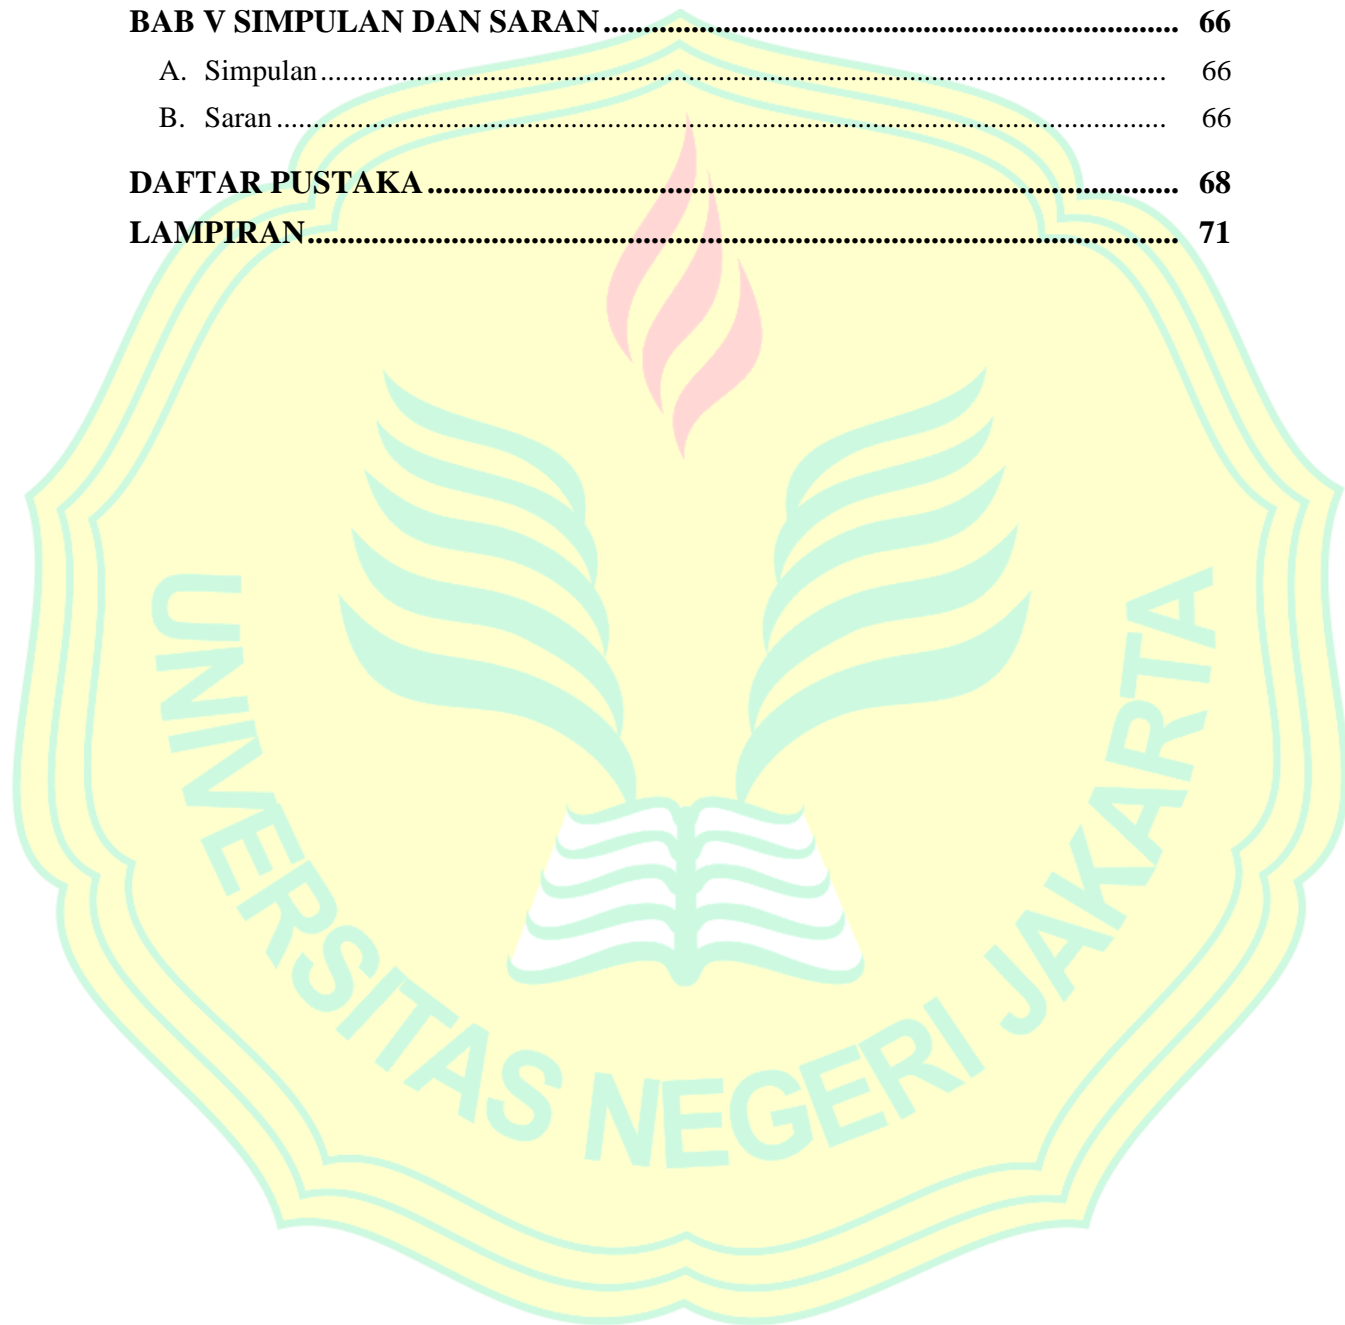 BAB V SIMPULAN DAN SARAN........................................................................ 66
A. Simpulan................................................................................................................. 66
B. Saran....................................................................................................................... 66
DAFTAR PUSTAKA.............................................................................................. 68
LAMPIRAN............................................................................................................. 71
UNIVERSITAS NEGERI JAKARTA